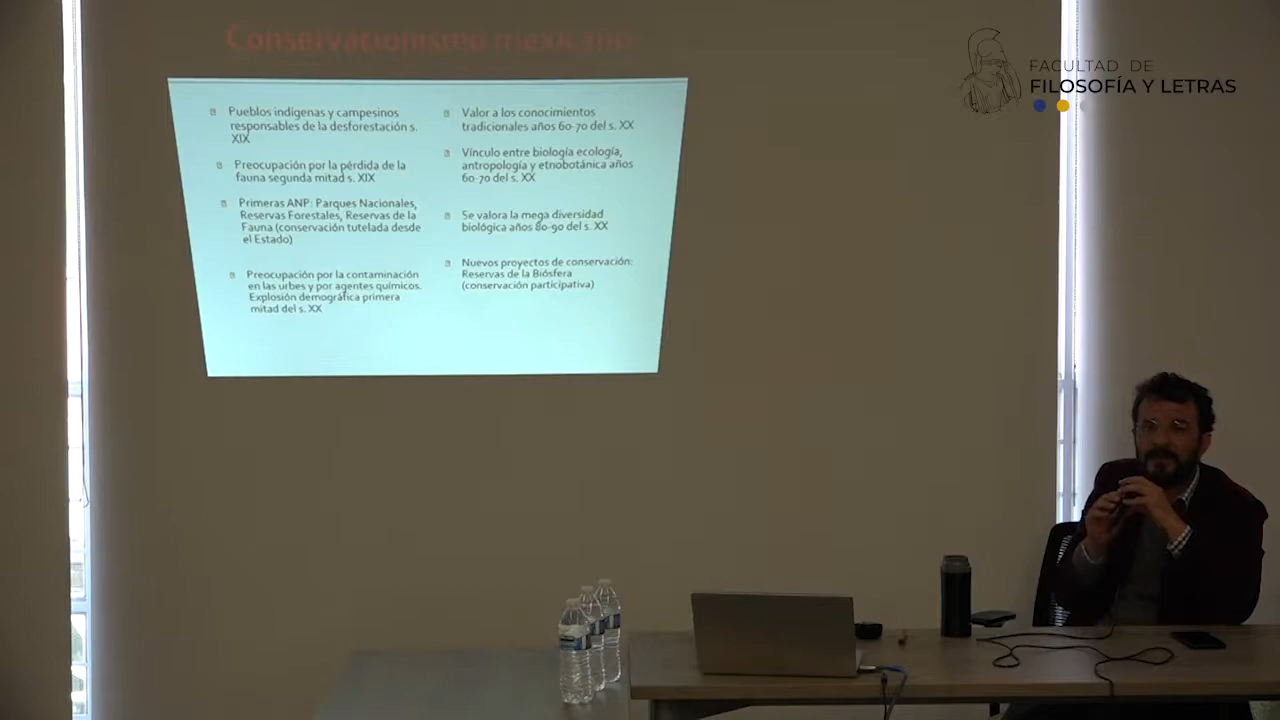 Conservacionismo mexicano
Pueblos indígenas y campesinos
responsables de la desforestación s.
XIX
Preocupación por la pérdida de la
fauna segunda mitad s. XIX
Primeras ANP: Parques Nacionales,
Reservas Forestales, Reservas de la
Fauna (conservación tutelada desde
el Estado)
Preocupación por la contaminación
en las urbes y por agentes químicos.
Explosión demográfica primera
mitad del s. XX
Valor a los conocimientos
tradicionales años 60-70 del s. XX
Vínculo entre biología ecología,
antropología y etnobotánica años
60-70 del s. XX
Se valora la mega diversidad
biológica años 80-90 del s. XX
Nuevos proyectos de conservación:
Reservas de la Biósfera
(conservación participativa)
FACULTAD DE
FILOSOFÍA Y LETRAS